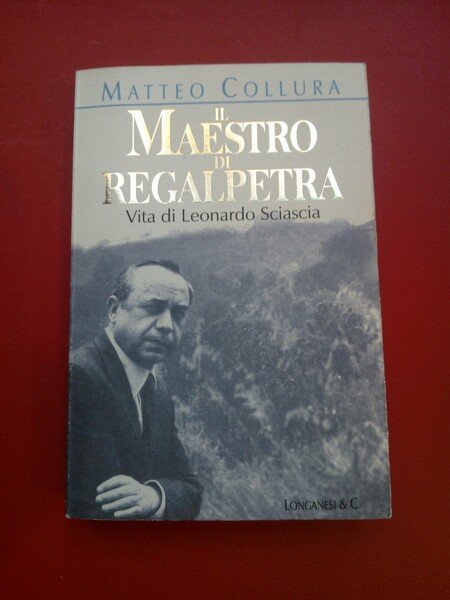 MATTEO COLLURA
IL
MAESTRO
DI
REGALPETRA
Vita di Leonardo Sciascia
LONGANESI & C.